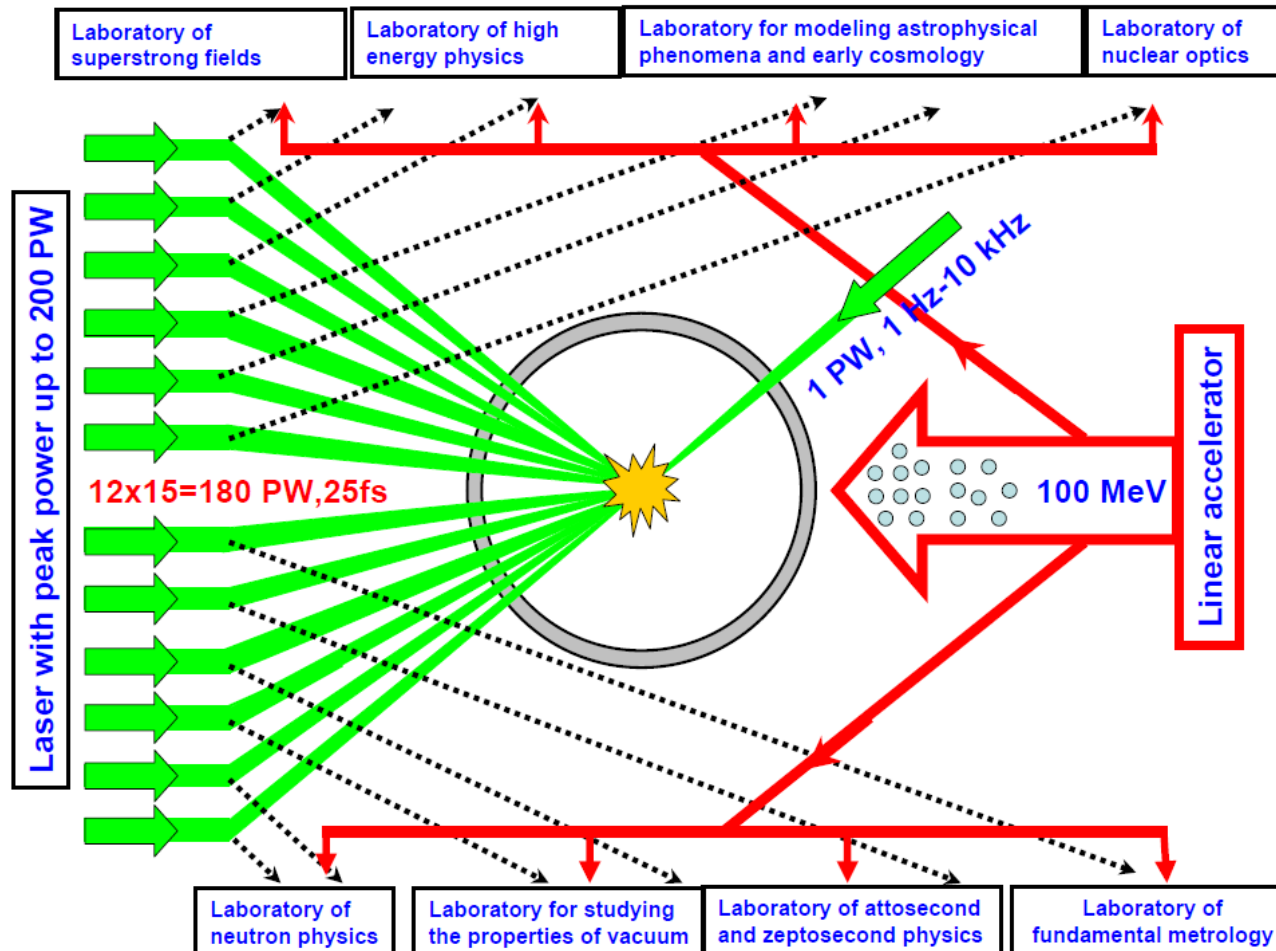 Laboratory of
superstrong fields
Laboratory of high
energy physics
Laboratory for modeling astrophysical
phenomena and early cosmology
Laboratory of
nuclear optics
Laser with peak power up to 200 PW
1 PW, 1 Hz-10 kHz
12x15=180 PW,25fs
100 MeV
Linear accelerator
Laboratory of
neutron physics
Laboratory for studying
the properties of vacuum
Laboratory of attosecond
and zeptosecond physics
Laboratory of
fundamental metrology